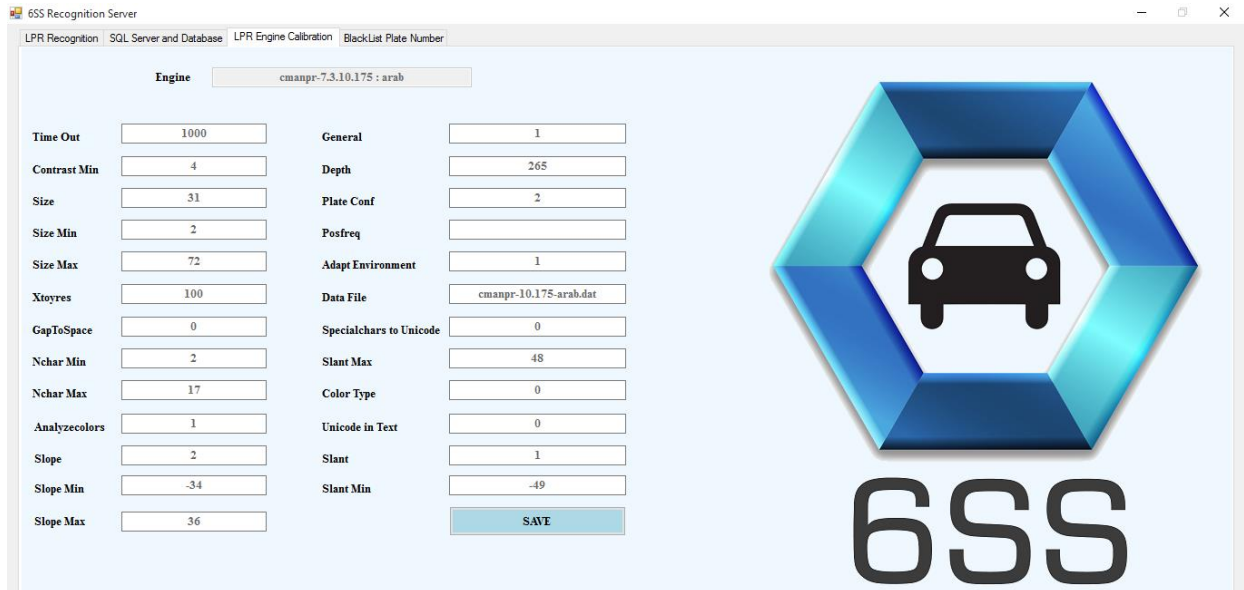 6SS Recognition Server
LPR Recognition SQL Server and Database LPR Engine Calibration BlackList Plate Number
Engine cmanpr-7.3.10.175 : arab
Time Out 1000 General 1
Contrast Min 4 Depth 265
Size 31 Plate Conf 2
Size Min 2 Posfreq
Size Max 72 Adapt Environment 1
Xtoyres 100 Data File cmanpr-10.175-arab.dat
GapToSpace 0 Specialchars to Unicode 0
Nchar Min 2 Slant Max 48
Nchar Max 17 Color Type 0
Analyzecolors 1 Unicode in Text 0
Slope 2 Slant 1
Slope Min -34 Slant Min -49
Slope Max 36 SAVE
6SS